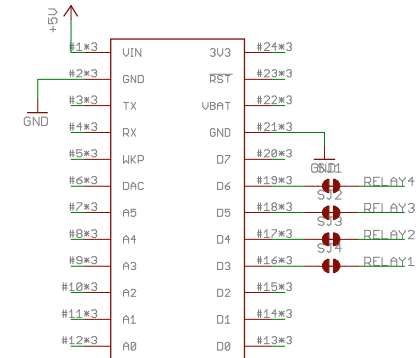 +5V
#1*3 VIN 3V3 #24*3
#2*3 GND RST #23*3
#3*3 TX VBAT #22*3
GND
#4*3 RX GND #21*3
#5*3 WKP D7 #20*3
GND SJ1
#6*3 DAC D6 #19*3 RELAY4
SJ2
#7*3 A5 D5 #18*3 RELAY3
SJ3
#8*3 A4 D4 #17*3 RELAY2
SJ4
#9*3 A3 D3 #16*3 RELAY1
#10*3 A2 D2 #15*3
#11*3 A1 D1 #14*3
#12*3 A0 D0 #13*3